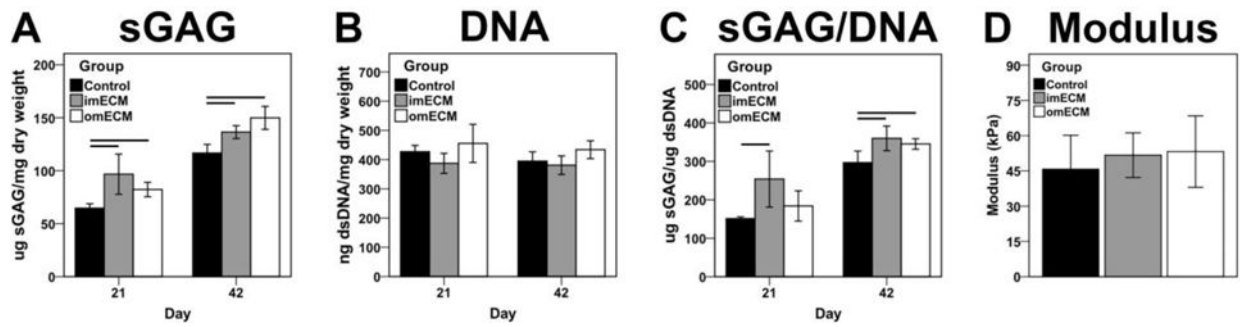 A sGAG
ug sGAG/mg dry weight
200
150
100
50
0
Group
Control
imECM
omECM
21 42
Day
B DNA
ng dsDNA/mg dry weight
700
600
500
400
300
200
100
0
Group
Control
imECM
omECM
21 42
Day
C sGAG/DNA
ug sGAG/ug dsDNA
500
400
300
200
100
0
Group
Control
imECM
omECM
21 42
Day
D Modulus
Modulus (kPa)
90
75
60
45
30
15
0
Group
Control
imECM
omECM